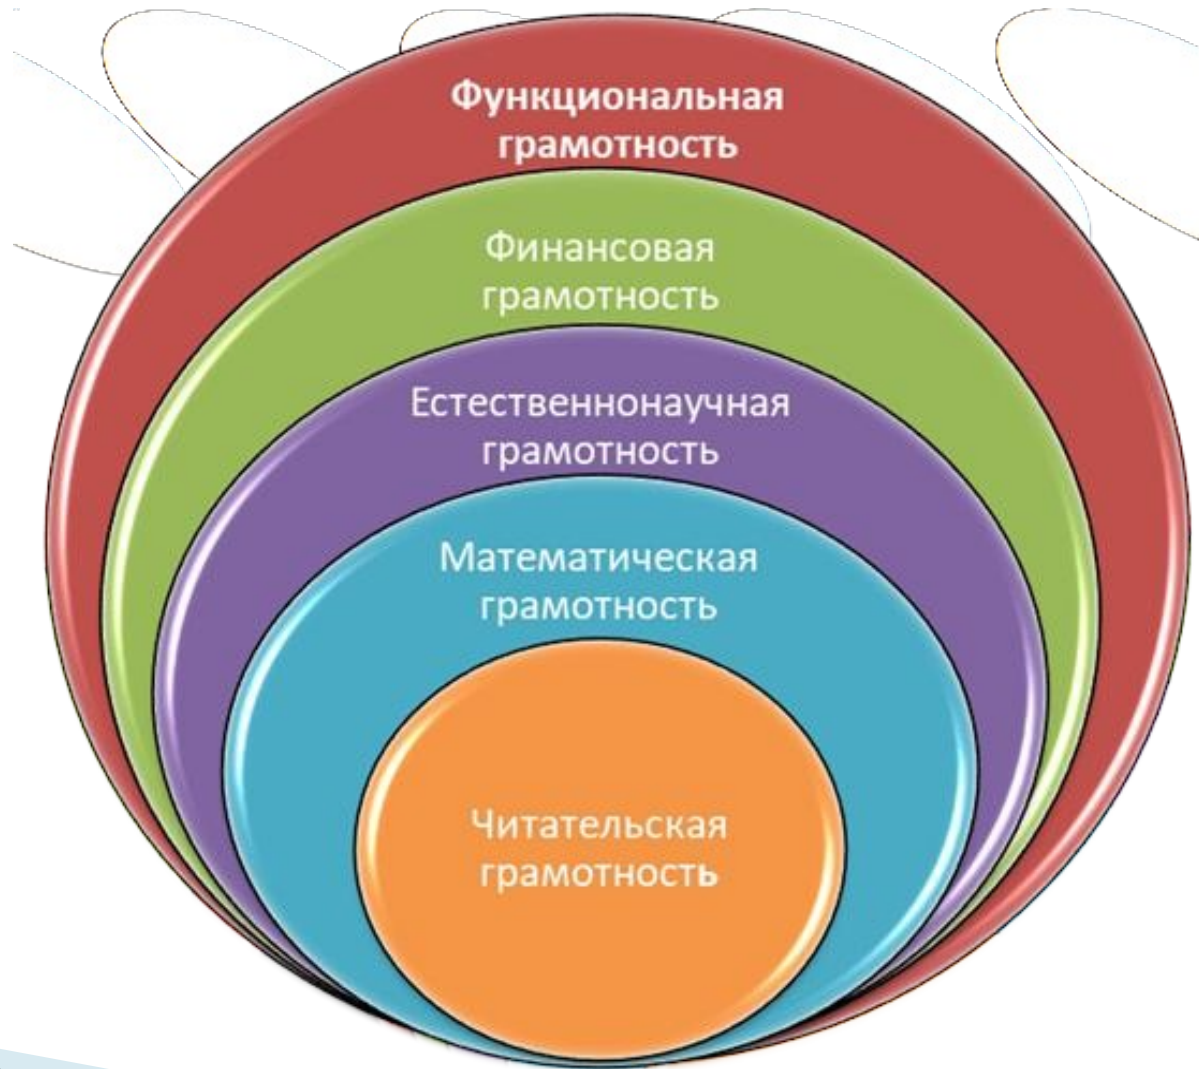 Функциональная
грамотность
Финансовая
грамотность
Естественнонаучная
грамотность
Математическая
грамотность
Читательская
грамотность